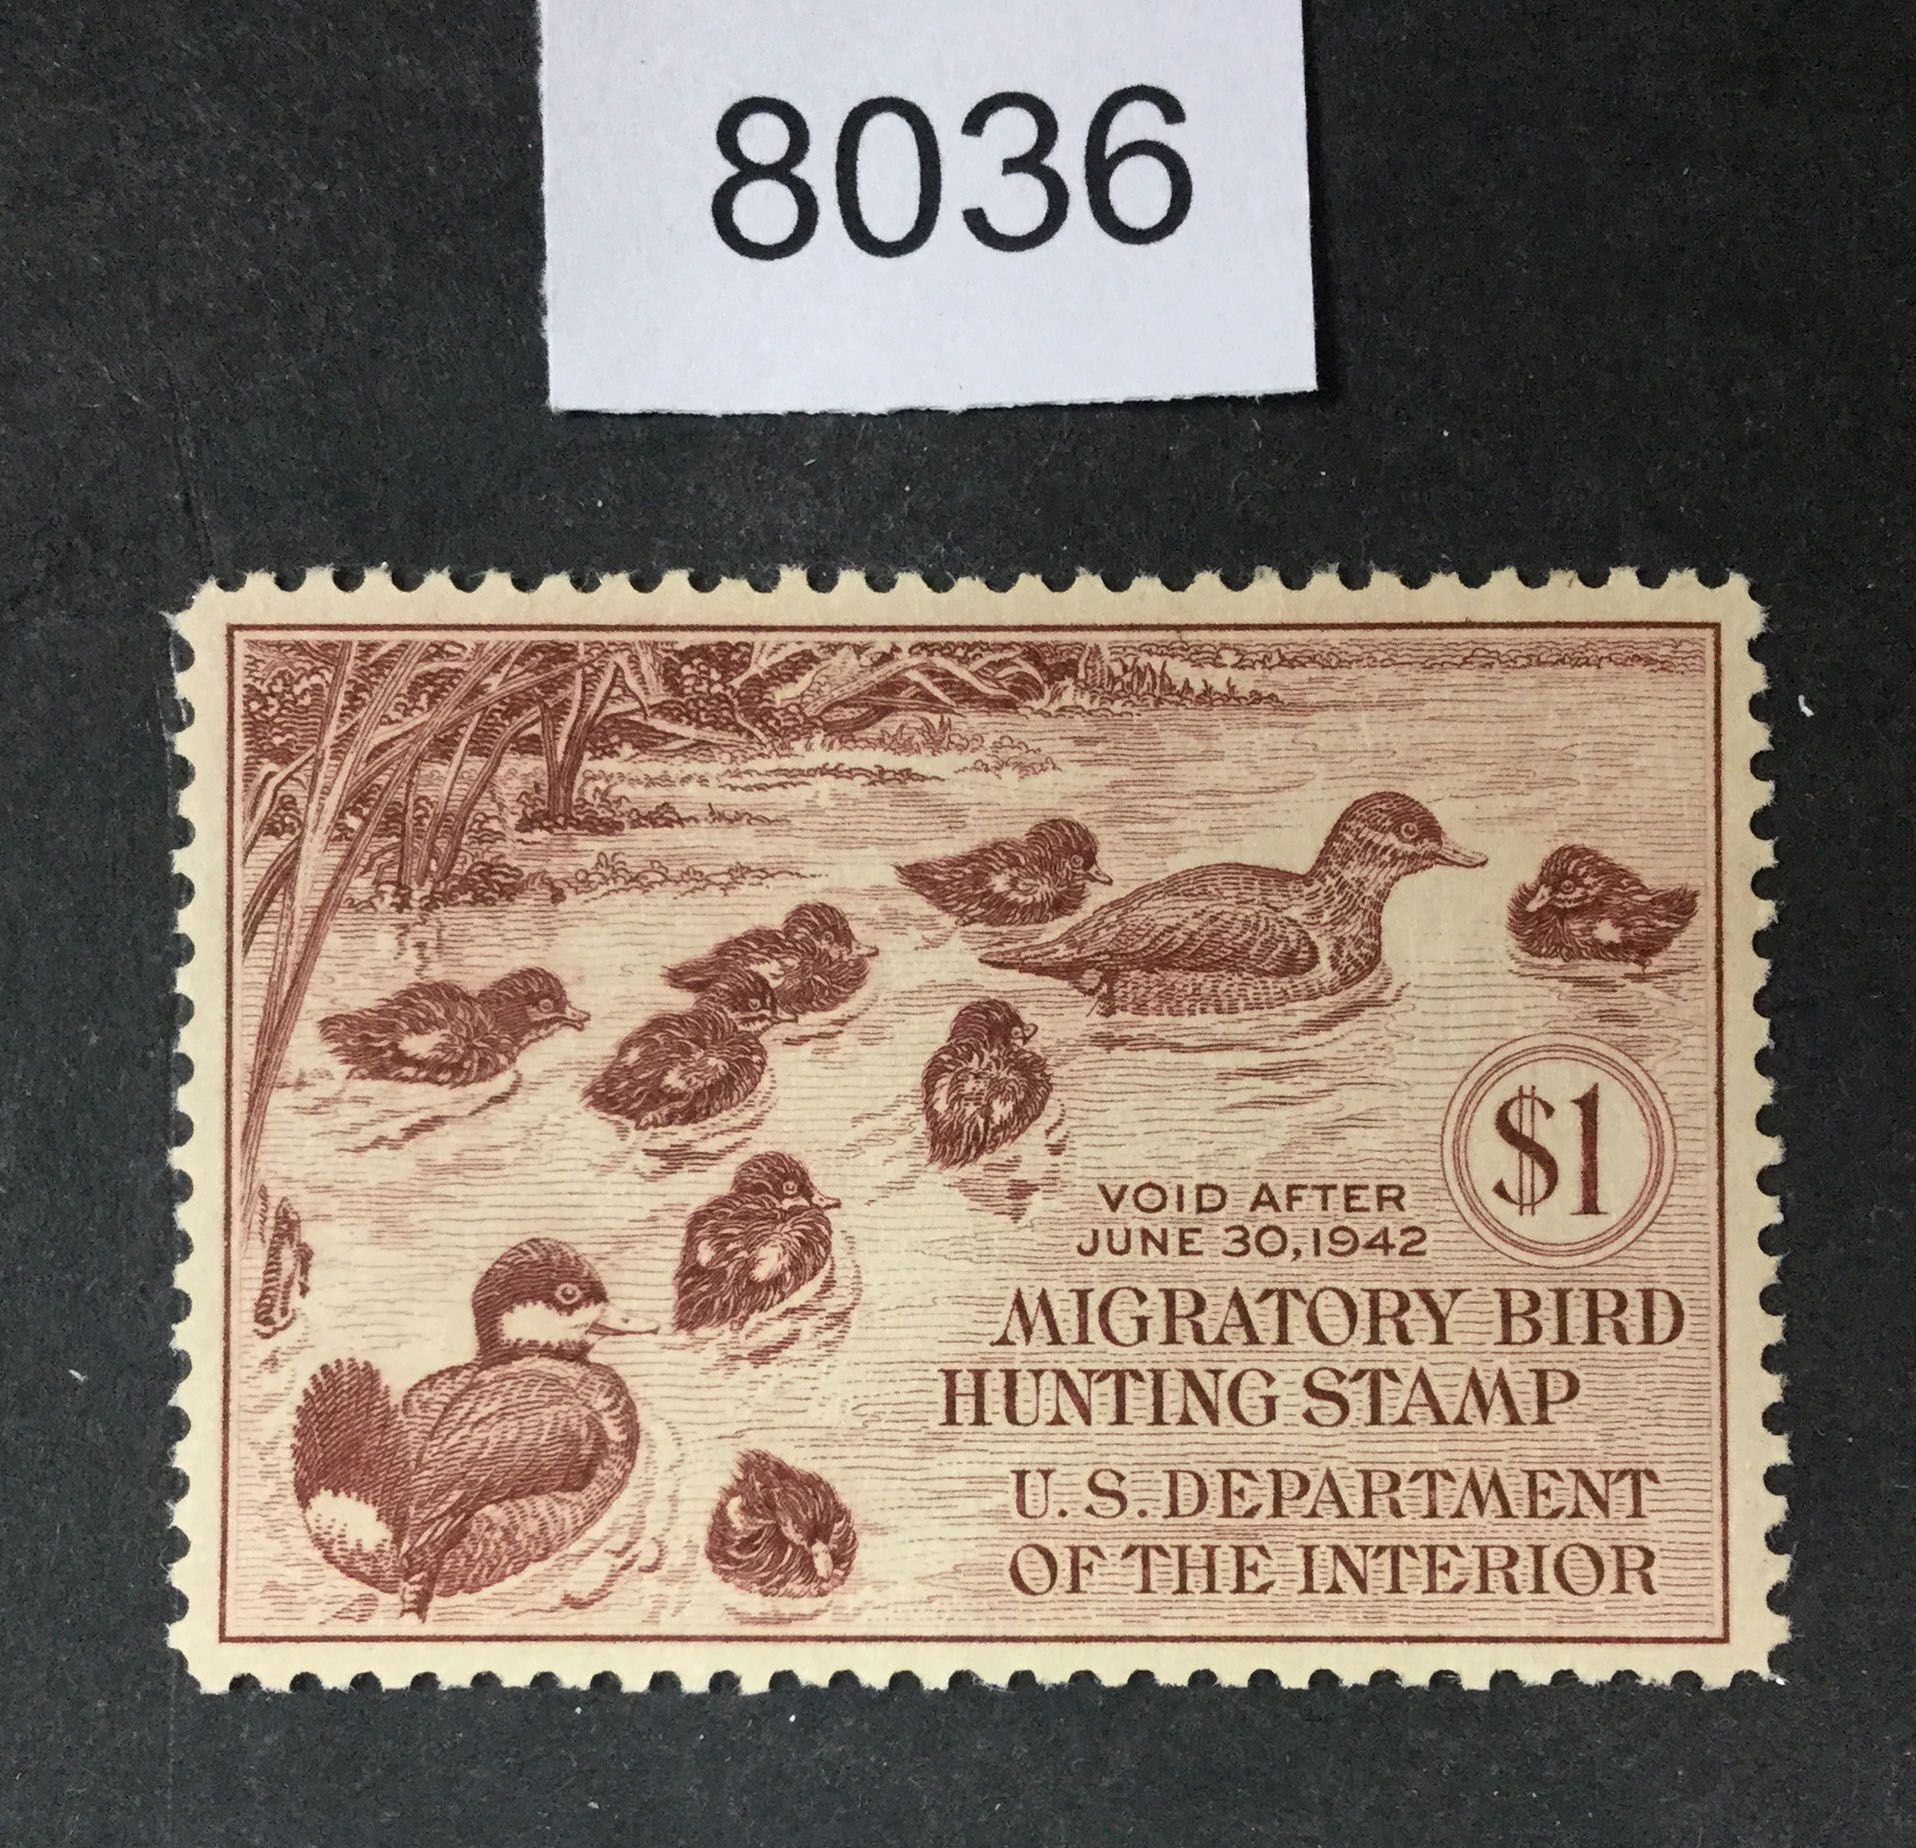 8036
$1
VOID AFTER
JUNE 30, 1942
MIGRATORY BIRD
HUNTING STAMP
U. S. DEPARTMENT
OF THE INTERIOR